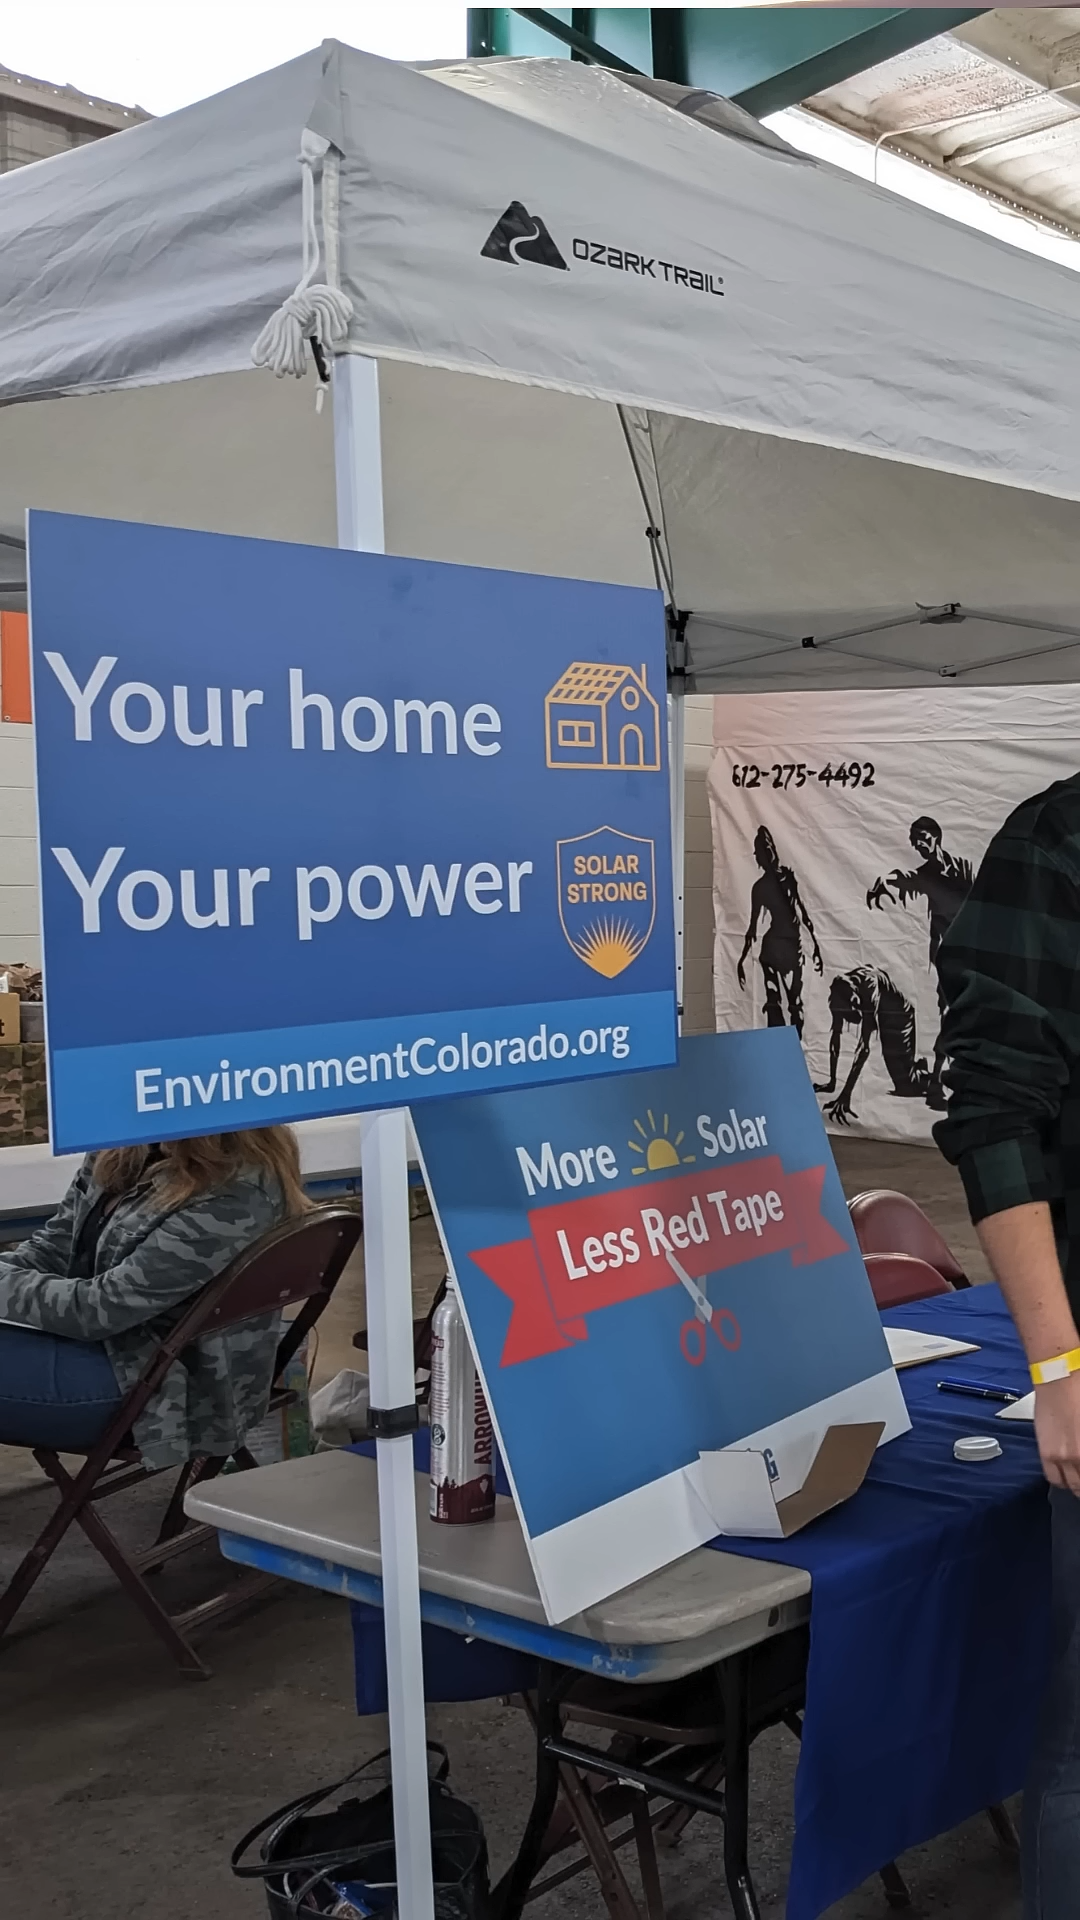 OZARK TRAIL
Your home
Your power
SOLAR
STRONG
EnvironmentColorado.org
612-275-4492
More Solar
Less Red Tape